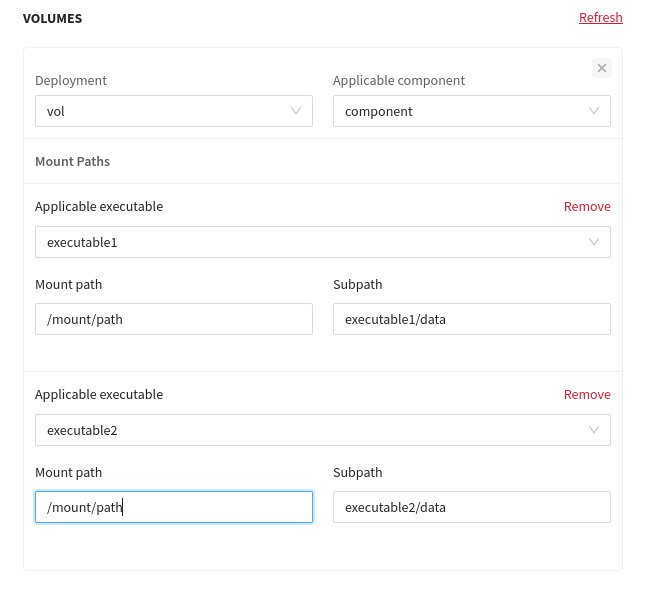 VOLUMES Refresh
Deployment Applicable component
vol component
Mount Paths
Applicable executable Remove
executable1
Mount path Subpath
/mount/path executable1/data
Applicable executable Remove
executable2
Mount path Subpath
/mount/path executable2/data